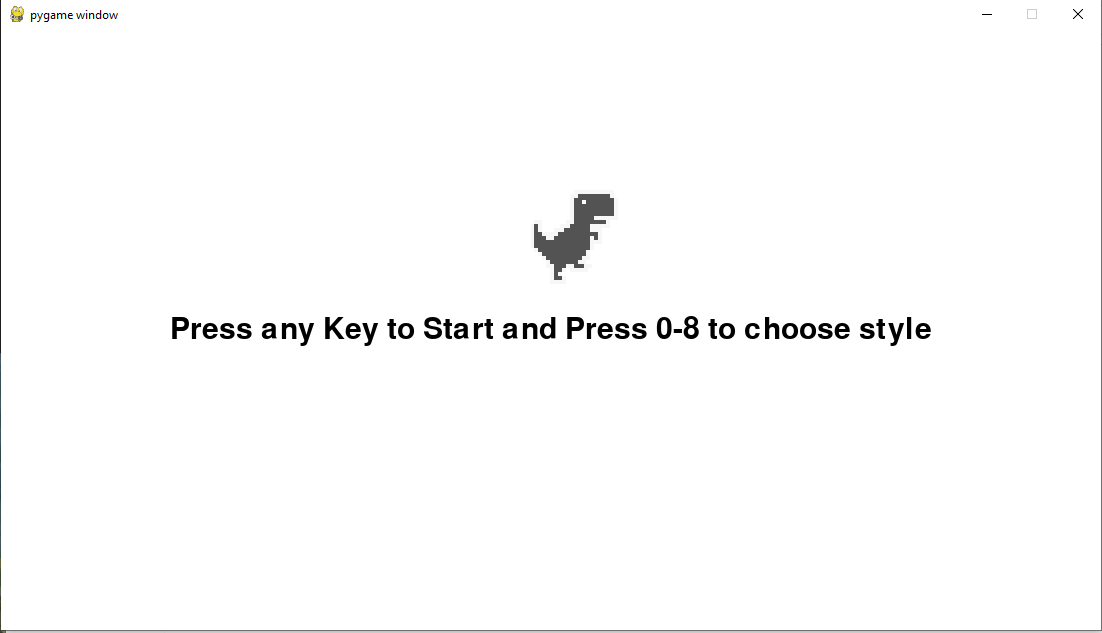 pygame window
Press any Key to Start and Press 0-8 to choose style